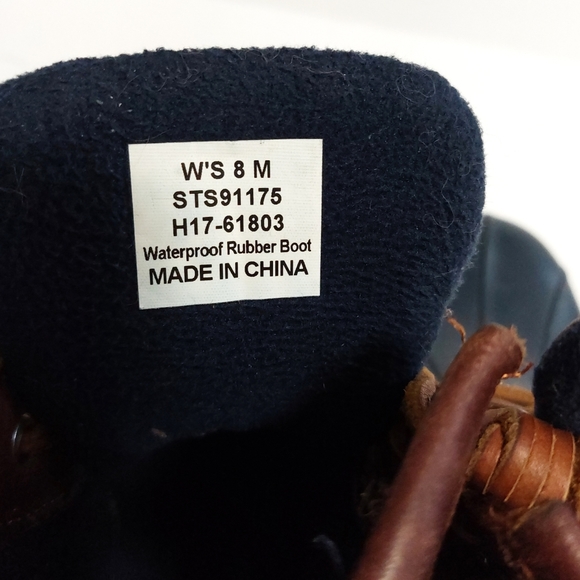 W'S 8 M
STS91175
H17-61803
Waterproof Rubber Boot
MADE IN CHINA